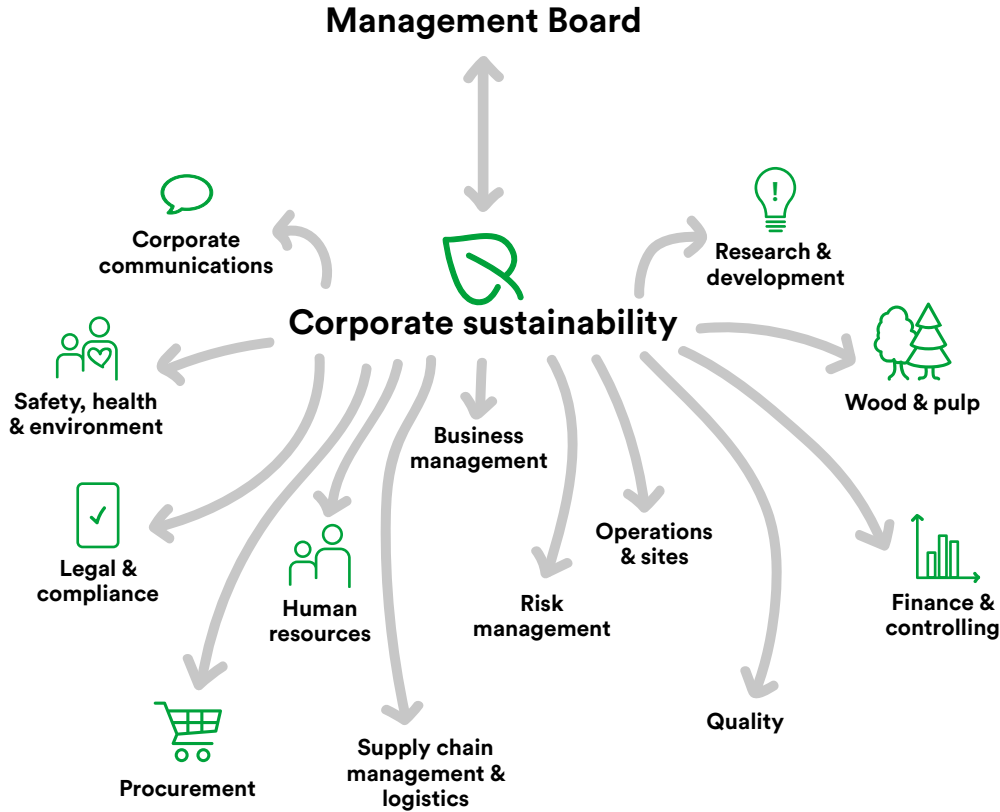 Management Board
Corporate
communications
Research &
development
Corporate sustainability
Safety, health
& environment
Wood & pulp
Business
management
Legal &
compliance
Operations
& sites
Human
resources
Risk
management
Finance &
controlling
Procurement
Supply chain
management &
logistics
Quality